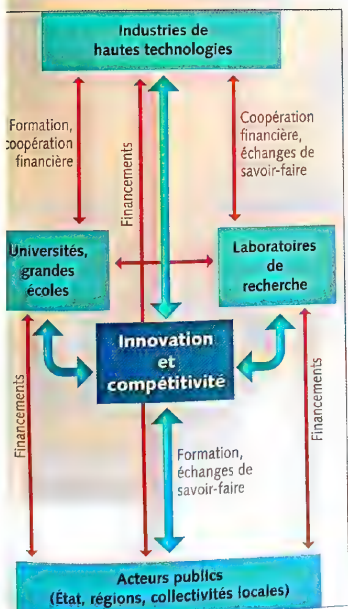 Industries de
hautes technologies
Formation,
coopération
financière
Financements
Coopération
financière,
échanges de
savoir-faire
Universités,
grandes
écoles
Laboratoires
de
recherche
Innovation
et
compétitivité
Financements
Formation,
échanges de
savoir-faire
Financements
Acteurs publics
(État, régions, collectivités locales)